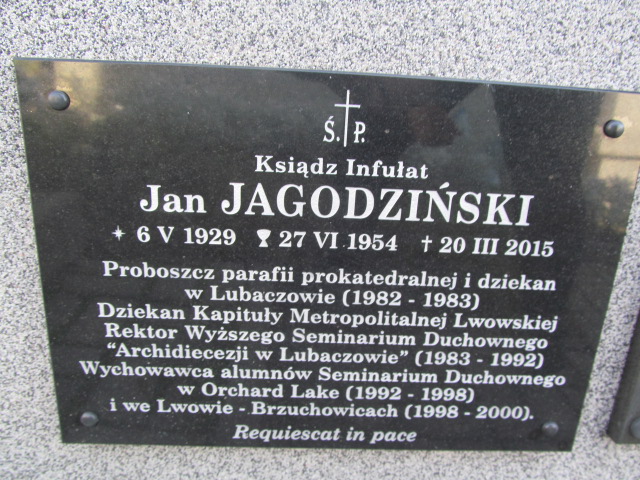 Ś. P.
Ksiądz Infułat
Jan JAGODZIŃSKI
* 6 V 1929 27 VI 1954 † 20 III 2015
Proboszcz parafii prokatedralnej i dziekan
w Lubaczowie (1982 - 1983)
Dziekan Kapituły Metropolitalnej Lwowskiej
Rektor Wyższego Seminarium Duchownego
"Archidiecezji w Lubaczowie" (1983 - 1992)
Wychowawca alumnów Seminarium Duchownego
w Orchard Lake (1992 - 1998)
i we Lwowie - Brzuchowicach (1998 - 2000).
Requiescat in pace